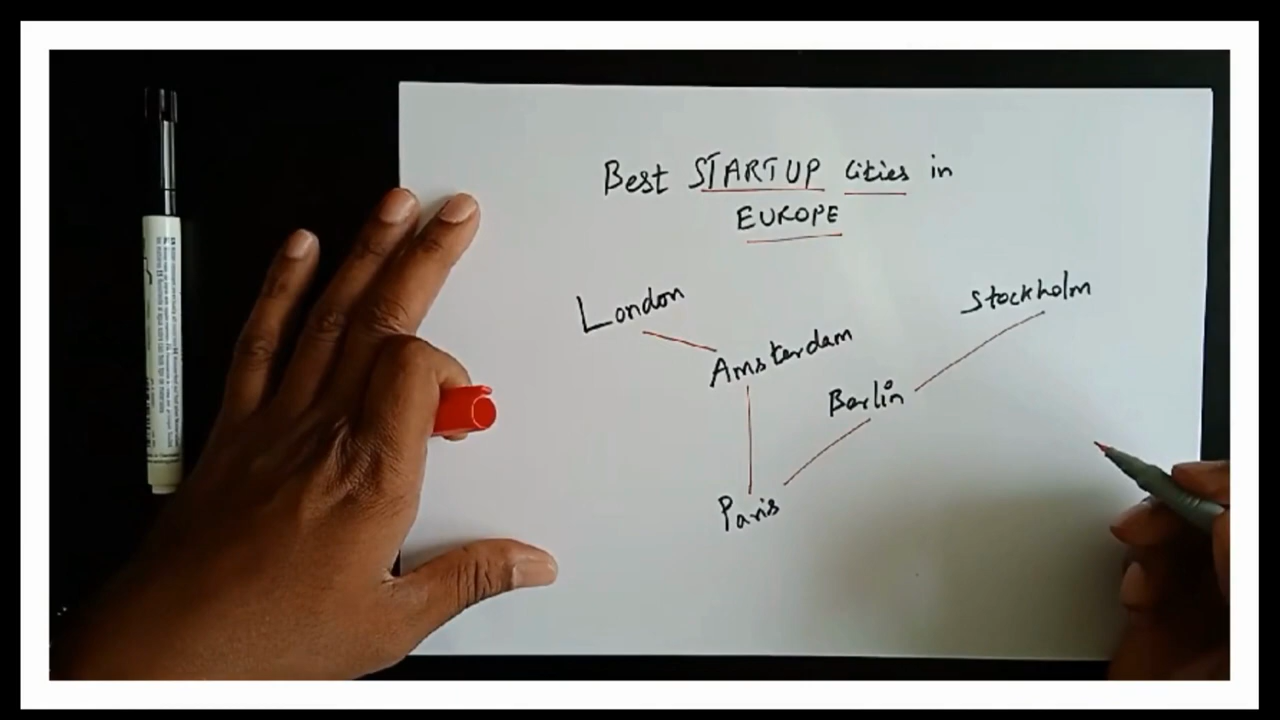 Best STARTUP Cities in
EUROPE
London
Stockholm
Amsterdam
Berlin
Paris